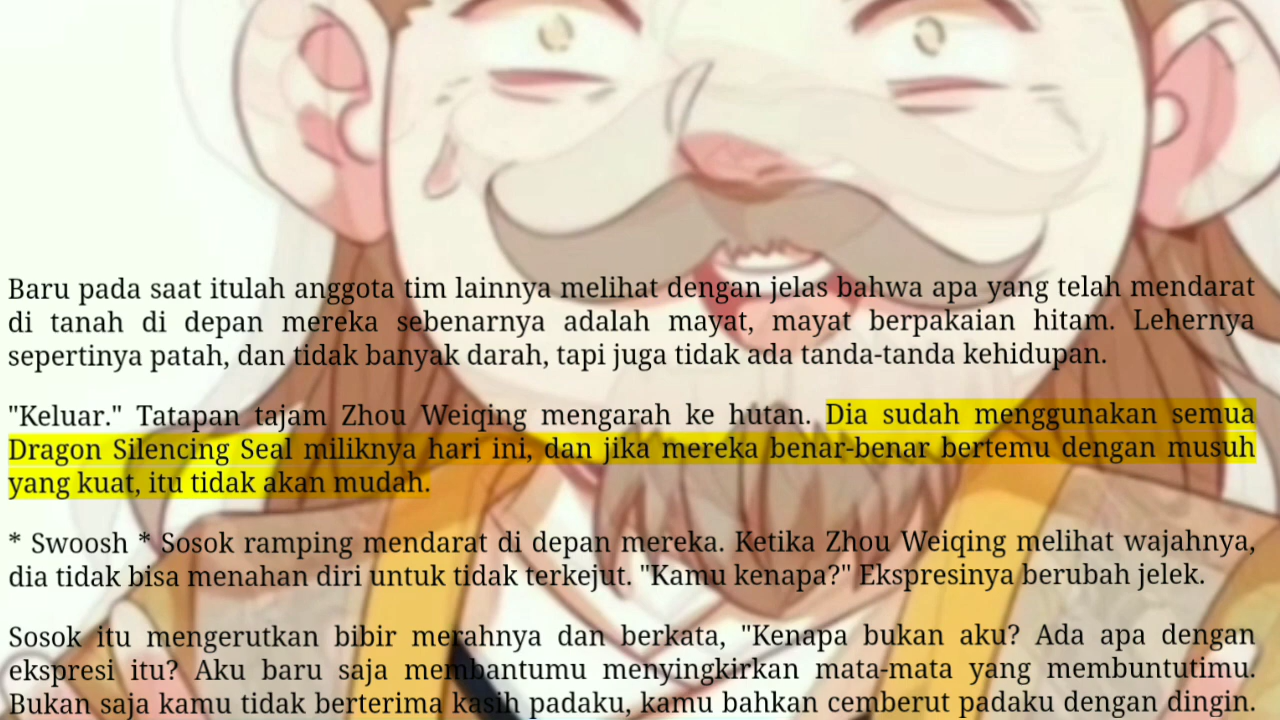 Baru pada saat itulah anggota tim lainnya melihat dengan jelas bahwa apa yang telah mendarat
di tanah di depan mereka sebenarnya adalah mayat, mayat berpakaian hitam. Lehernya
sepertinya patah, dan tidak banyak darah, tapi juga tidak ada tanda-tanda kehidupan.
"Keluar." Tatapan tajam Zhou Weiqing mengarah ke hutan. Dia sudah menggunakan semua
Dragon Silencing Seal miliknya hari ini, dan jika mereka benar-benar bertemu dengan musuh
yang kuat, itu tidak akan mudah.
* Swoosh * Sosok ramping mendarat di depan mereka. Ketika Zhou Weiqing melihat wajahnya,
dia tidak bisa menahan diri untuk tidak terkejut. "Kamu kenapa?" Ekspresinya berubah jelek.
Sosok itu mengerutkan bibir merahnya dan berkata, "Kenapa bukan aku? Ada apa dengan
ekspresi itu? Aku baru saja membantumu menyingkirkan mata-mata yang membuntutimu.
Bukan saja kamu tidak berterima kasih padaku, kamu bahkan cemberut padaku dengan dingin.